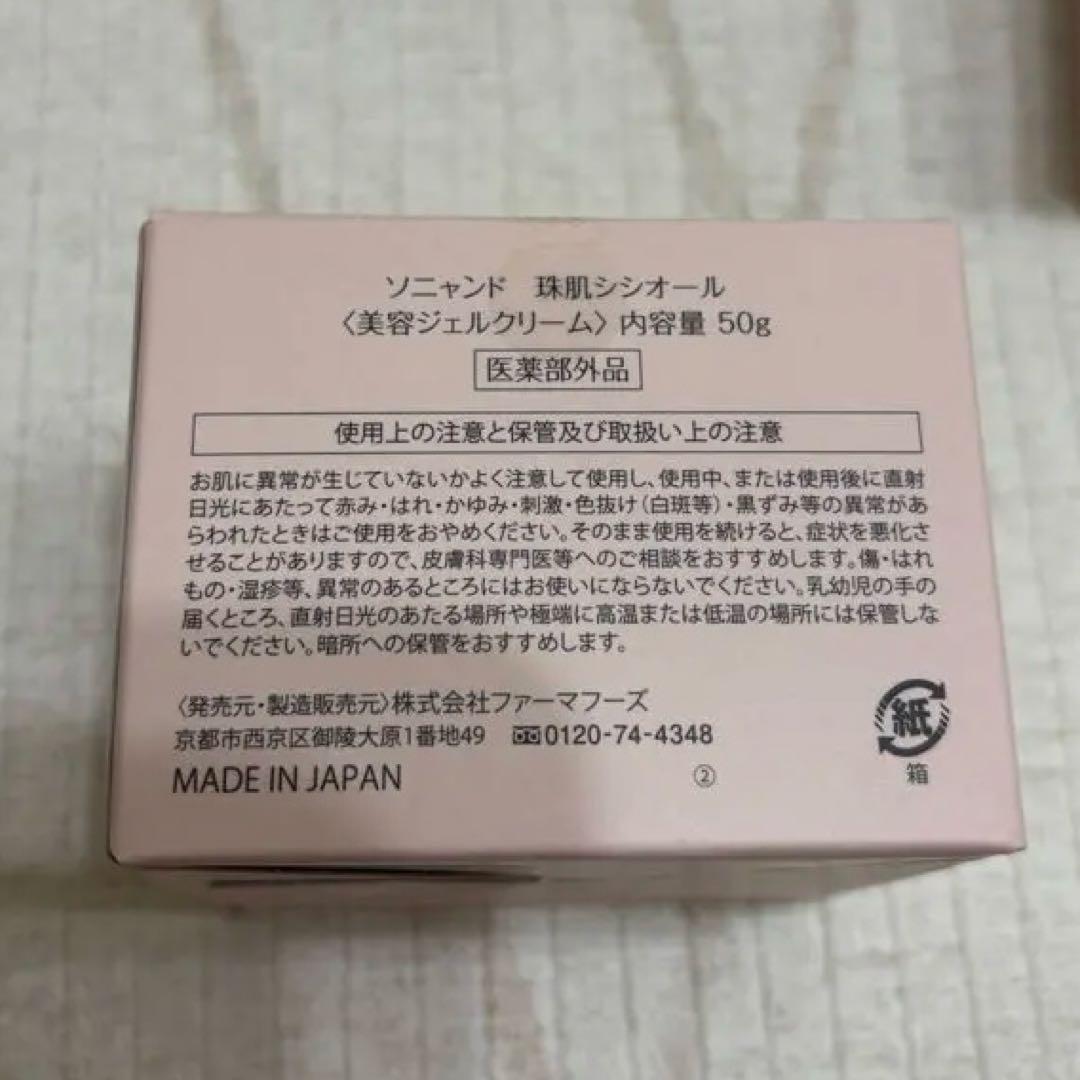 ソニャンド 珠肌シシオール
〈美容ジェルクリーム〉内容量 50g
医薬部外品
使用上の注意と保管及び取扱い上の注意
お肌に異常が生じていないかよく注意して使用し、使用中、または使用後に直射
日光にあたって赤み・はれ・かゆみ・刺激・色抜け(白斑等)・黒ずみ等の異常があ
らわれたときはご使用をおやめください。そのまま使用を続けると、症状を悪化さ
せることがありますので、皮膚科専門医等へのご相談をおすすめします。傷・はれ
もの・湿疹等、異常のあるところにはお使いにならないでください。乳幼児の手の
届くところ、直射日光のあたる場所や極端に高温または低温の場所には保管しな
いでください。暗所への保管をおすすめします。
〈発売元・製造販売元〉株式会社ファーマフーズ
京都市西京区御陵大原1番地49 0120-74-4348
MADE IN JAPAN ②
紙
箱